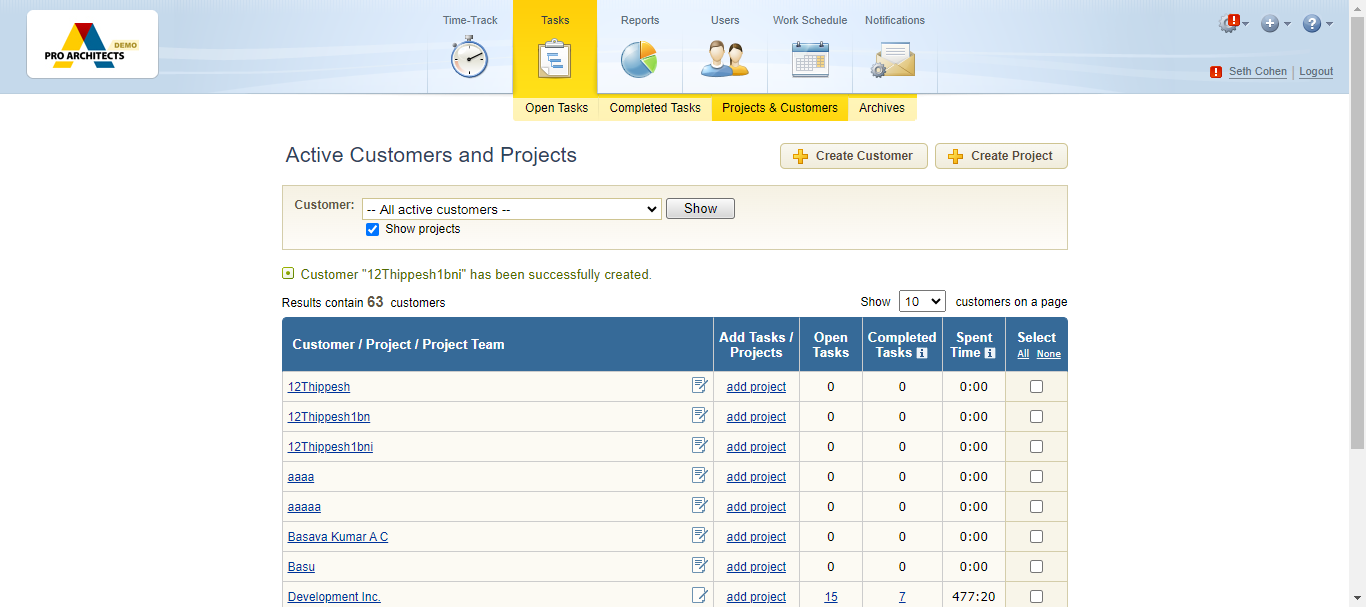 Time-Track Tasks Reports Users Work Schedule Notifications
DEMO
PRO ARCHITECTS
Seth Cohen | Logout
Open Tasks Completed Tasks Projects & Customers Archives
Active Customers and Projects Create Customer Create Project
Customer: -- All active customers -- Show
Show projects
Customer "12Thippesh1bni" has been successfully created.
Results contain 63 customers Show 10 customers on a page
Customer / Project / Project Team Add Tasks / Projects Open Tasks Completed Tasks Spent Time Select All None
12Thippesh add project 0 0 0:00
12Thippesh1bn add project 0 0 0:00
12Thippesh1bni add project 0 0 0:00
aaaa add project 0 0 0:00
aaaaa add project 0 0 0:00
Basava Kumar A C add project 0 0 0:00
Basu add project 0 0 0:00
Development Inc. add project 15 7 477:20